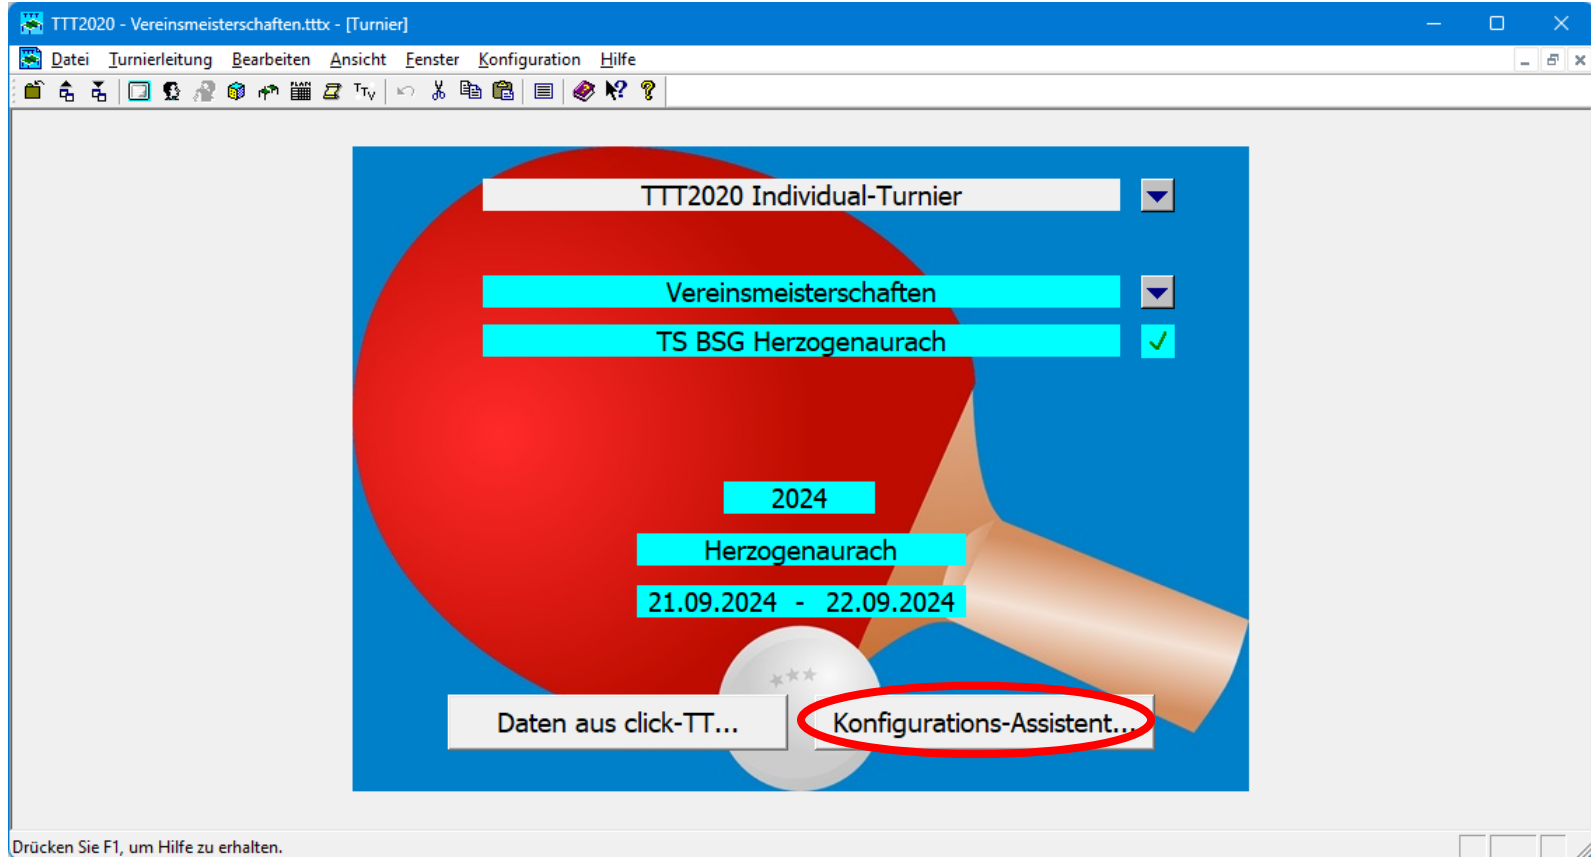 TTT2020 - Vereinsmeisterschaften.tttx - [Turnier]
Datei Turnierleitung Bearbeiten Ansicht Fenster Konfiguration Hilfe
TTT2020 Individual-Turnier
Vereinsmeisterschaften
TS BSG Herzogenaurach
2024
Herzogenaurach
21.09.2024 - 22.09.2024
Daten aus click-TT... Konfigurations-Assistent...
Drücken Sie F1, um Hilfe zu erhalten.